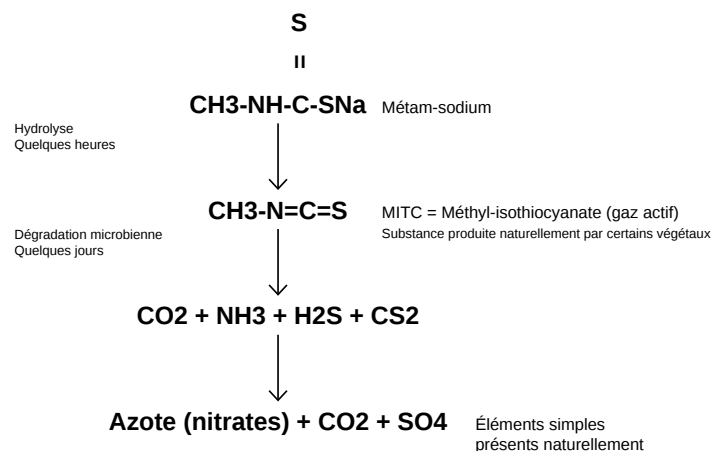 S
=
CH3-NH-C-SNa Métam-sodium
Hydrolyse
Quelques heures
CH3-N=C=S MITC = Méthyl-isothiocyanate (gaz actif)
Substance produite naturellement par certains végétaux
Dégradation microbienne
Quelques jours
CO2 + NH3 + H2S + CS2
Azote (nitrates) + CO2 + SO4 Éléments simples
présents naturellement